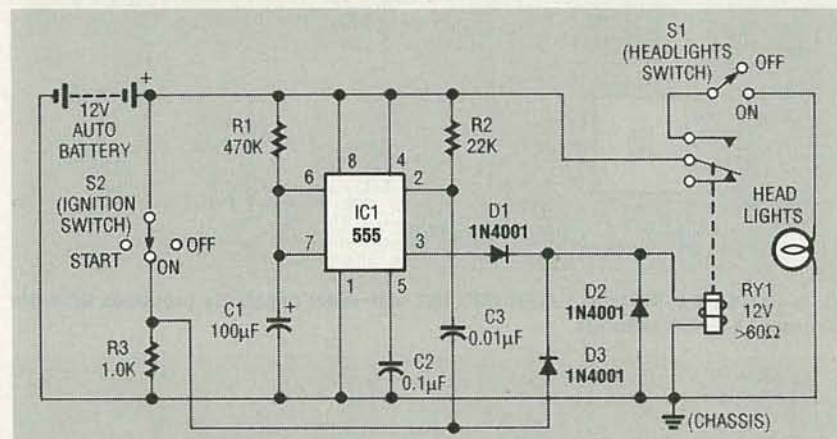 S1
(HEADLIGHTS
SWITCH)
OFF
ON
+
12V
AUTO
BATTERY
R1
470K
R2
22K
8
4
S2
(IGNITION
SWITCH)
6
2
IC1
555
D1
1N4001
HEAD
LIGHTS
OFF
START
ON
7
3
1
5
D2
1N4001
RY1
12V
>60Ω
C1
100µF
+
C3
0.01µF
R3
1.0K
C2
0.1µF
D3
1N4001
(CHASSIS)